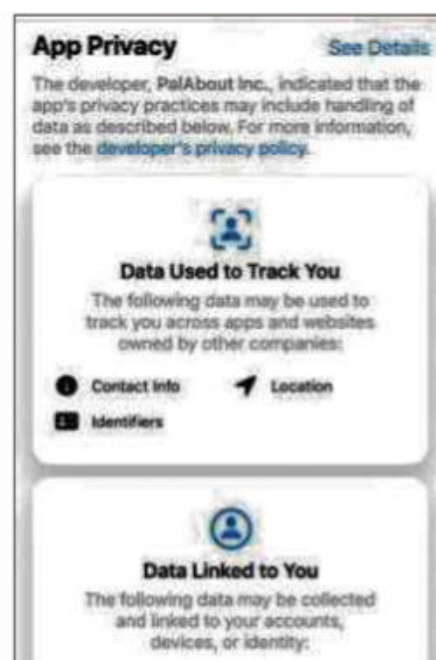 App Privacy See Details
The developer, PalAbout Inc., indicated that the
app's privacy practices may include handling of
data as described below. For more information,
see the developer's privacy policy.
Data Used to Track You
The following data may be used to
track you across apps and websites
owned by other companies:
Contact Info Location
Identifiers
Data Linked to You
The following data may be collected
and linked to your accounts,
devices, or identity: